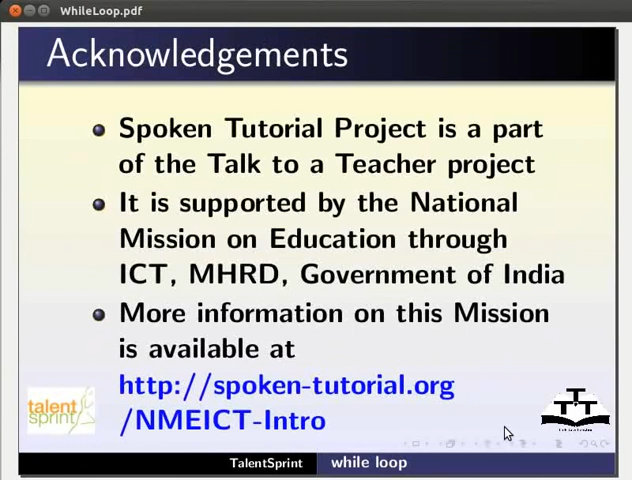 WhileLoop.pdf
Acknowledgements
Spoken Tutorial Project is a part
of the Talk to a Teacher project
It is supported by the National
Mission on Education through
ICT, MHRD, Government of India
More information on this Mission
is available at
http://spoken-tutorial.org
/NMEICT-Intro
talent
sprint
TTT
TalentSprint while loop